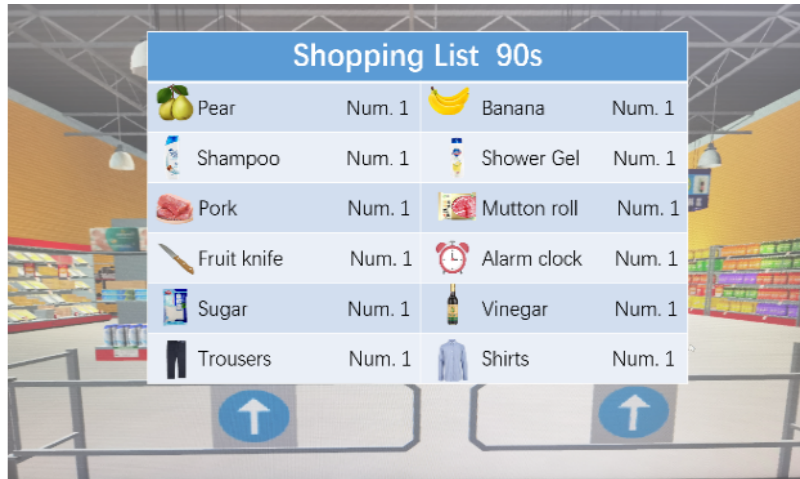 Shopping List 90s
Pear Num. 1 Banana Num. 1
Shampoo Num. 1 Shower Gel Num. 1
Pork Num. 1 Mutton roll Num. 1
Fruit knife Num. 1 Alarm clock Num. 1
Sugar Num. 1 Vinegar Num. 1
Trousers Num. 1 Shirts Num. 1